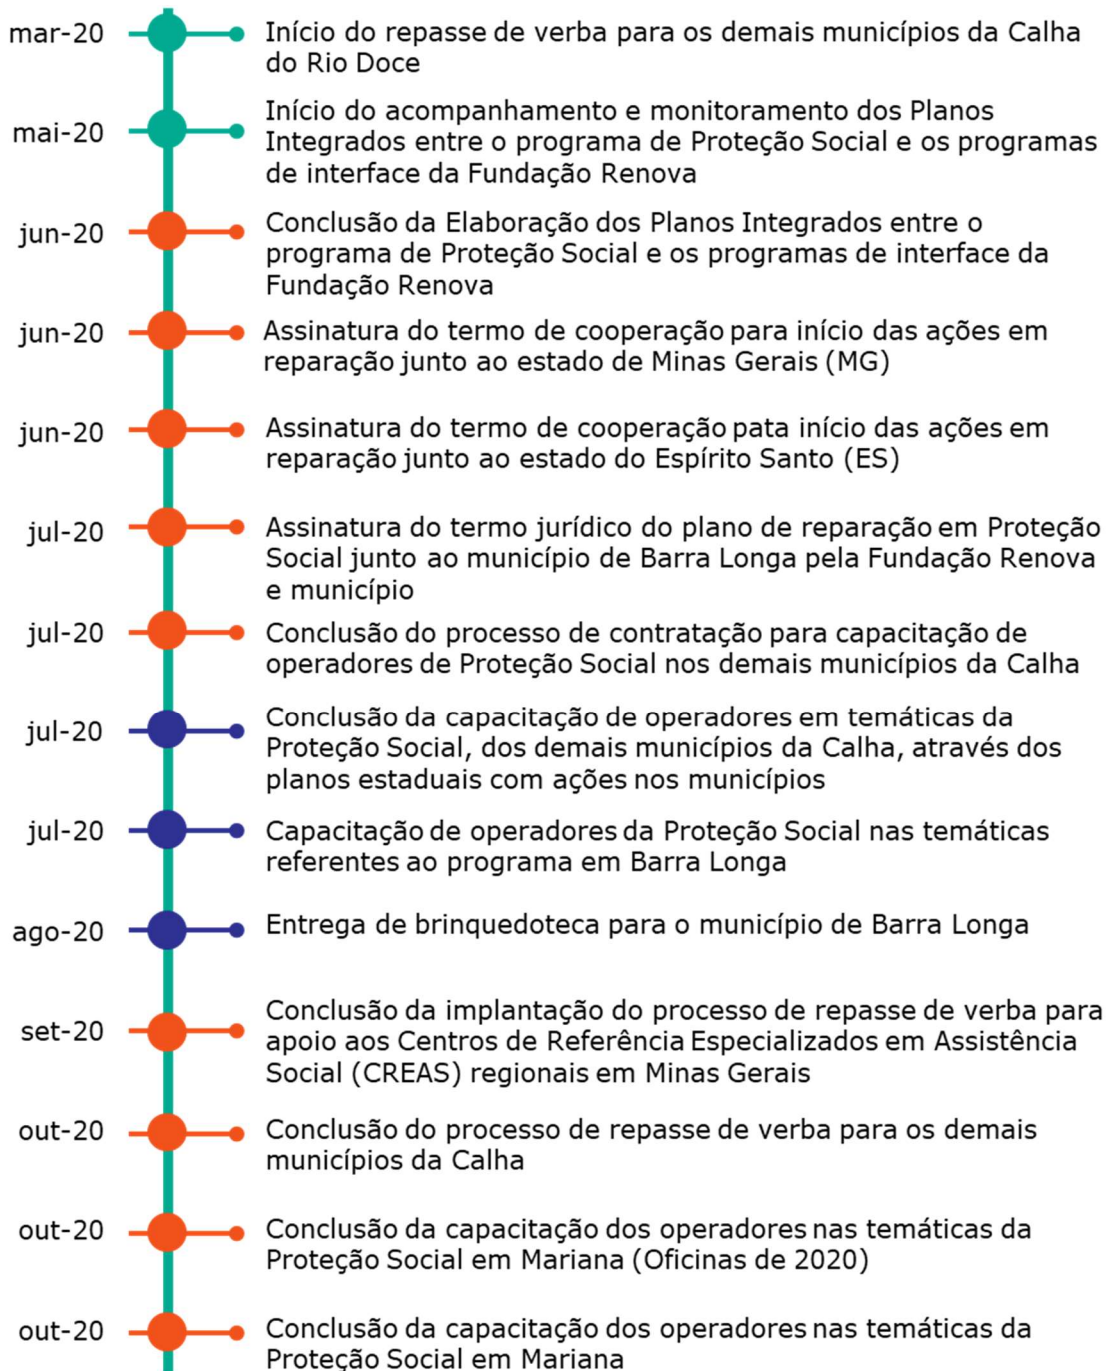 mar-20
Início do repasse de verba para os demais municípios da Calha
do Rio Doce
mai-20
Início do acompanhamento e monitoramento dos Planos
Integrados entre o programa de Proteção Social e os programas
de interface da Fundação Renova
jun-20
Conclusão da Elaboração dos Planos Integrados entre o
programa de Proteção Social e os programas de interface da
Fundação Renova
jun-20
Assinatura do termo de cooperação para início das ações em
reparação junto ao estado de Minas Gerais (MG)
jun-20
Assinatura do termo de cooperação pata início das ações em
reparação junto ao estado do Espírito Santo (ES)
jul-20
Assinatura do termo jurídico do plano de reparação em Proteção
Social junto ao município de Barra Longa pela Fundação Renova
e município
jul-20
Conclusão do processo de contratação para capacitação de
operadores de Proteção Social nos demais municípios da Calha
jul-20
Conclusão da capacitação de operadores em temáticas da
Proteção Social, dos demais municípios da Calha, através dos
planos estaduais com ações nos municípios
jul-20
Capacitação de operadores da Proteção Social nas temáticas
referentes ao programa em Barra Longa
ago-20
Entrega de brinquedoteca para o município de Barra Longa
set-20
Conclusão da implantação do processo de repasse de verba para
apoio aos Centros de Referência Especializados em Assistência
Social (CREAS) regionais em Minas Gerais
out-20
Conclusão do processo de repasse de verba para os demais
municípios da Calha
out-20
Conclusão da capacitação dos operadores nas temáticas da
Proteção Social em Mariana (Oficinas de 2020)
out-20
Conclusão da capacitação dos operadores nas temáticas da
Proteção Social em Mariana